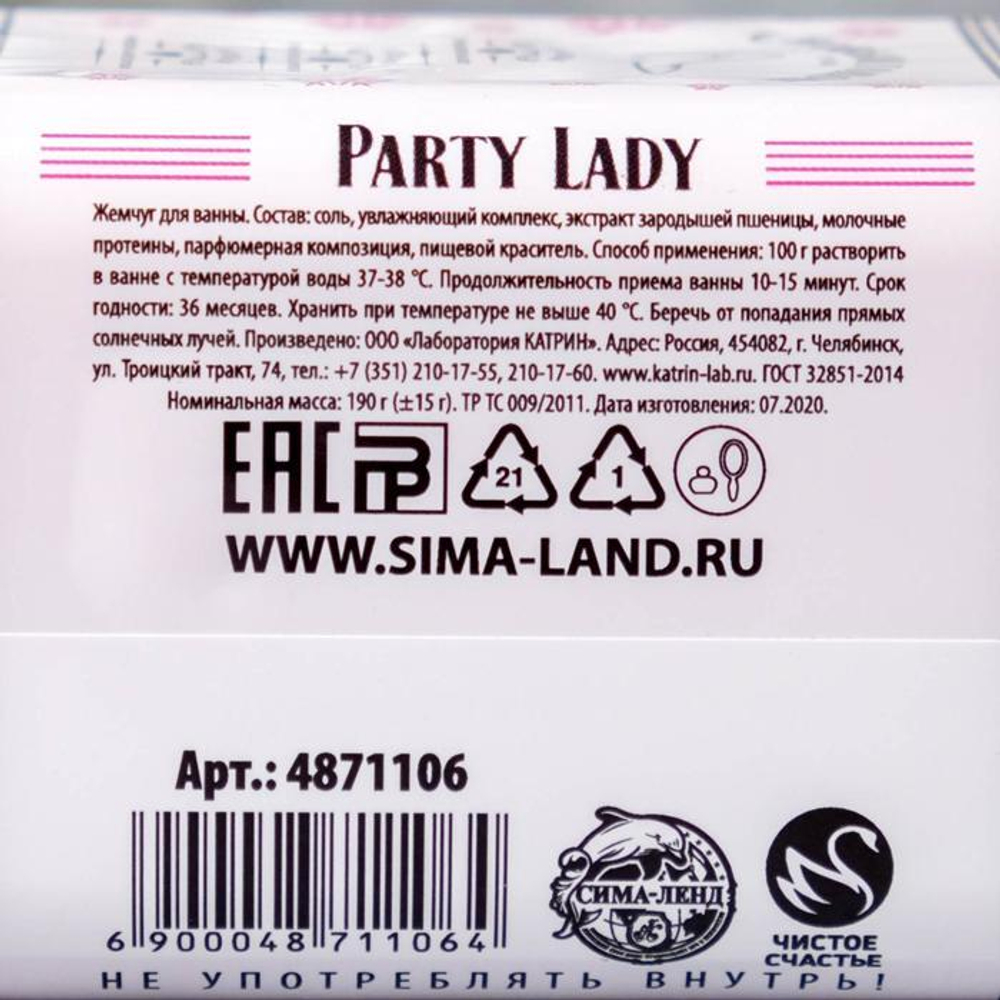 PARTY LADY
Жемчуг для ванны. Состав: соль, увлажняющий комплекс, экстракт зародышей пшеницы, молочные
протеины, парфюмерная композиция, пищевой краситель. Способ применения: 100 г растворить
в ванне с температурой воды 37-38 °С. Продолжительность приема ванны 10-15 минут. Срок
годности: 36 месяцев. Хранить при температуре не выше 40 °С. Беречь от попадания прямых
солнечных лучей. Произведено: ООО «Лаборатория КАТРИН». Адрес: Россия, 454082, г. Челябинск,
ул. Троицкий тракт, 74, тел.: +7 (351) 210-17-55, 210-17-60. www.katrin-lab.ru. ГОСТ 32851-2014
Номинальная масса: 190 г (±15 г). ТР ТС 009/2011. Дата изготовления: 07.2020.
EAC 21 1
WWW.SIMA-LAND.RU
Арт.: 4871106
СИМА-ЛЕНД
6 900048 711064
ЧИСТОЕ
СЧАСТЬЕ
НЕ УПОТРЕБЛЯТЬ ВНУТРЬ!